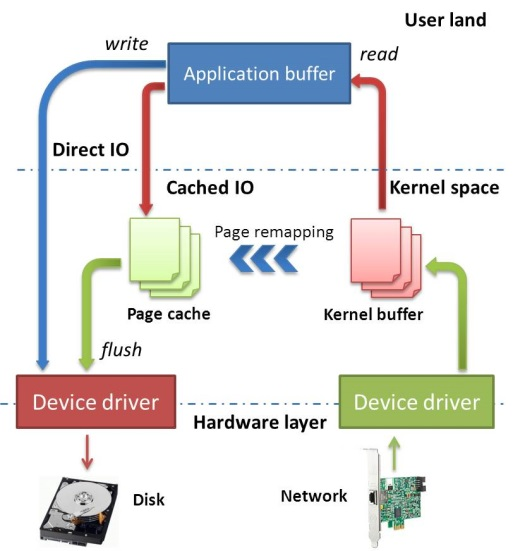 User land
write
read
Application buffer
Direct IO
Cached IO
Kernel space
Page remapping
Page cache
Kernel buffer
flush
Device driver
Device driver
Hardware layer
Disk
Network